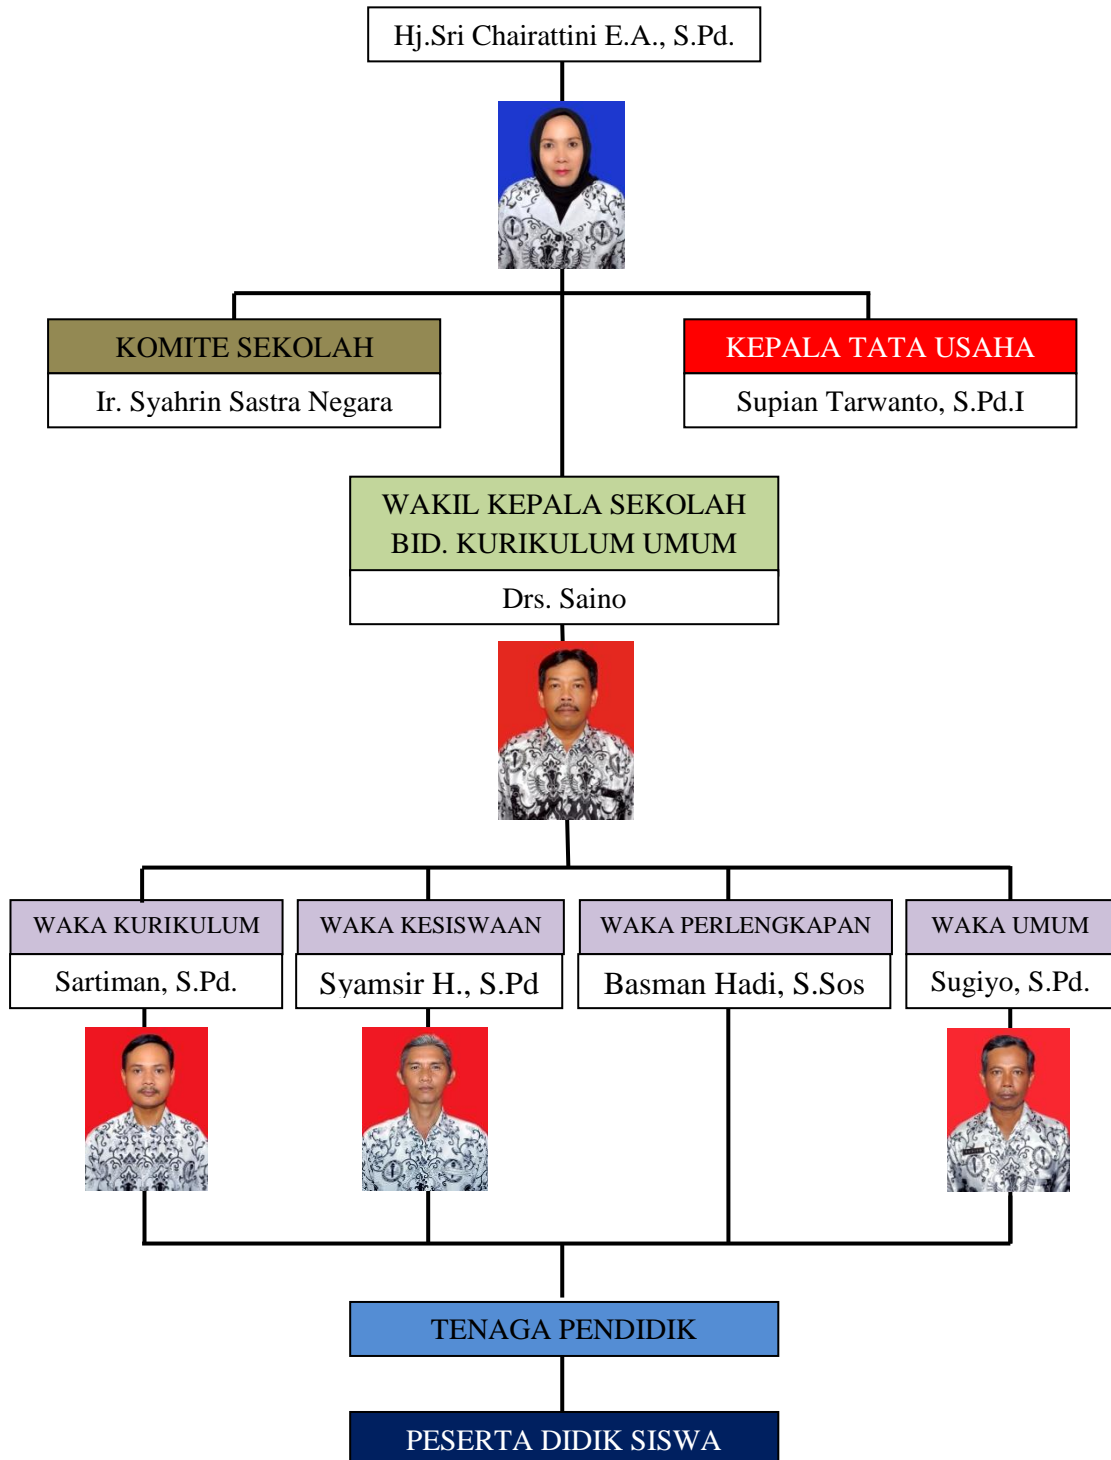 Hj.Sri Chairattini E.A., S.Pd.
KOMITE SEKOLAH
Ir. Syahrin Sastra Negara
KEPALA TATA USAHA
Supian Tarwanto, S.Pd.I
WAKIL KEPALA SEKOLAH
BID. KURIKULUM UMUM
Drs. Saino
WAKA KURIKULUM
Sartiman, S.Pd.
WAKA KESISWAAN
Syamsir H., S.Pd
WAKA PERLENGKAPAN
Basman Hadi, S.Sos
WAKA UMUM
Sugiyo, S.Pd.
TENAGA PENDIDIK
PESERTA DIDIK SISWA